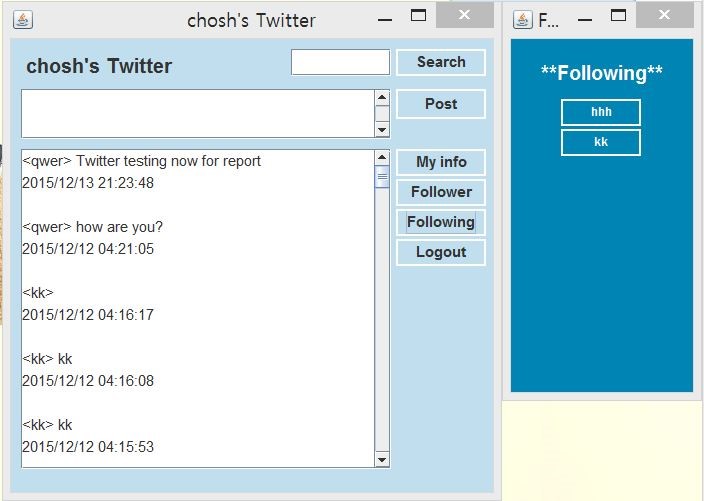 chosh's Twitter
chosh's Twitter
Search
Post
<qwer> Twitter testing now for report
2015/12/13 21:23:48
<qwer> how are you?
2015/12/12 04:21:05
<kk>
2015/12/12 04:16:17
<kk> kk
2015/12/12 04:16:08
<kk> kk
2015/12/12 04:15:53
My info
Follower
Following
Logout
F...
**Following**
hhh
kk